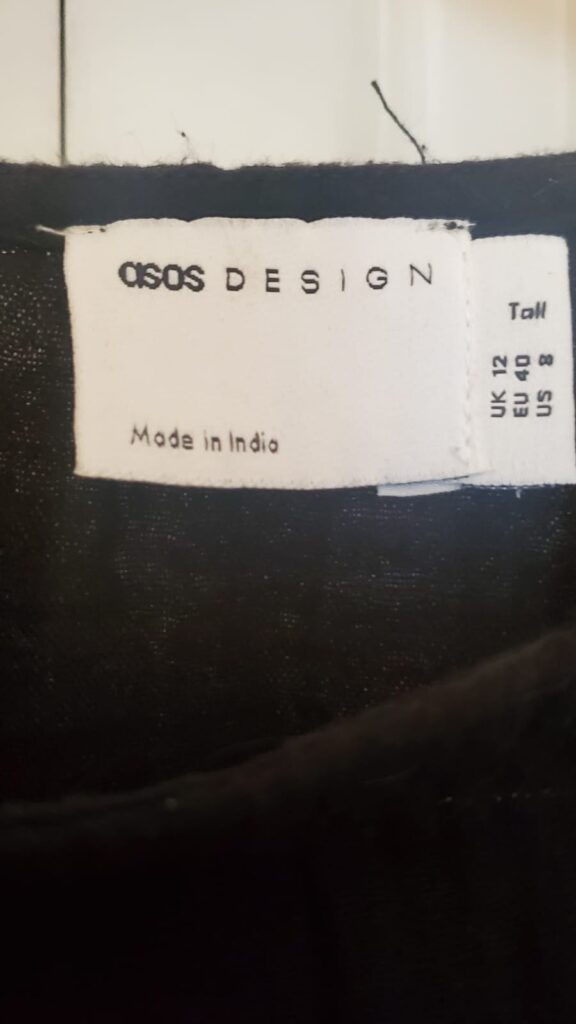 asos DESIGN
Made in India
Tall
UK 12
EU 40
US 8